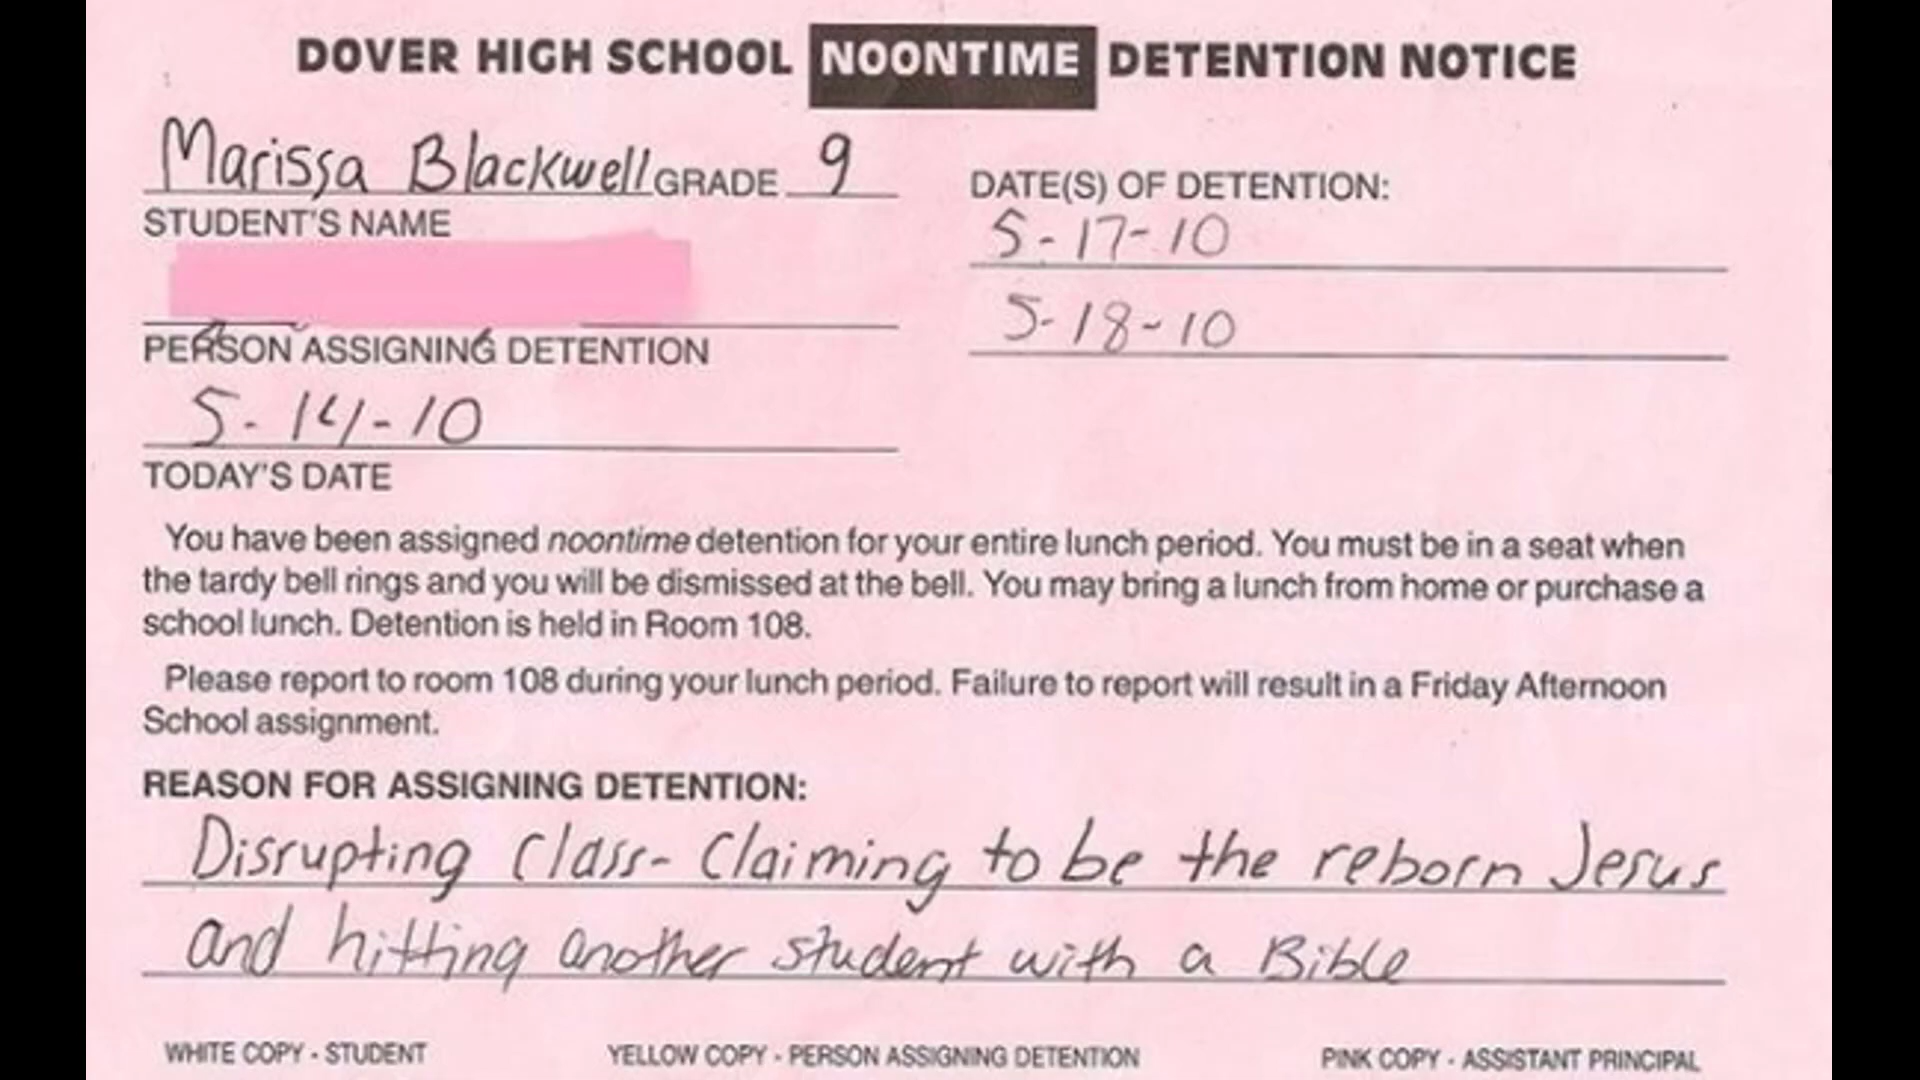 DOVER HIGH SCHOOL NOONTIME DETENTION NOTICE
Marissa Blackwell GRADE 9
STUDENT'S NAME
DATE(S) OF DETENTION:
5-17-10
5-18-10
PERSON ASSIGNING DETENTION
5-14-10
TODAY'S DATE
You have been assigned noontime detention for your entire lunch period. You must be in a seat when
the tardy bell rings and you will be dismissed at the bell. You may bring a lunch from home or purchase a
school lunch. Detention is held in Room 108.
Please report to room 108 during your lunch period. Failure to report will result in a Friday Afternoon
School assignment.
REASON FOR ASSIGNING DETENTION:
Disrupting class- Claiming to be the reborn Jesus
and hitting another student with a Bible
WHITE COPY - STUDENT YELLOW COPY - PERSON ASSIGNING DETENTION PINK COPY - ASSISTANT PRINCIPAL